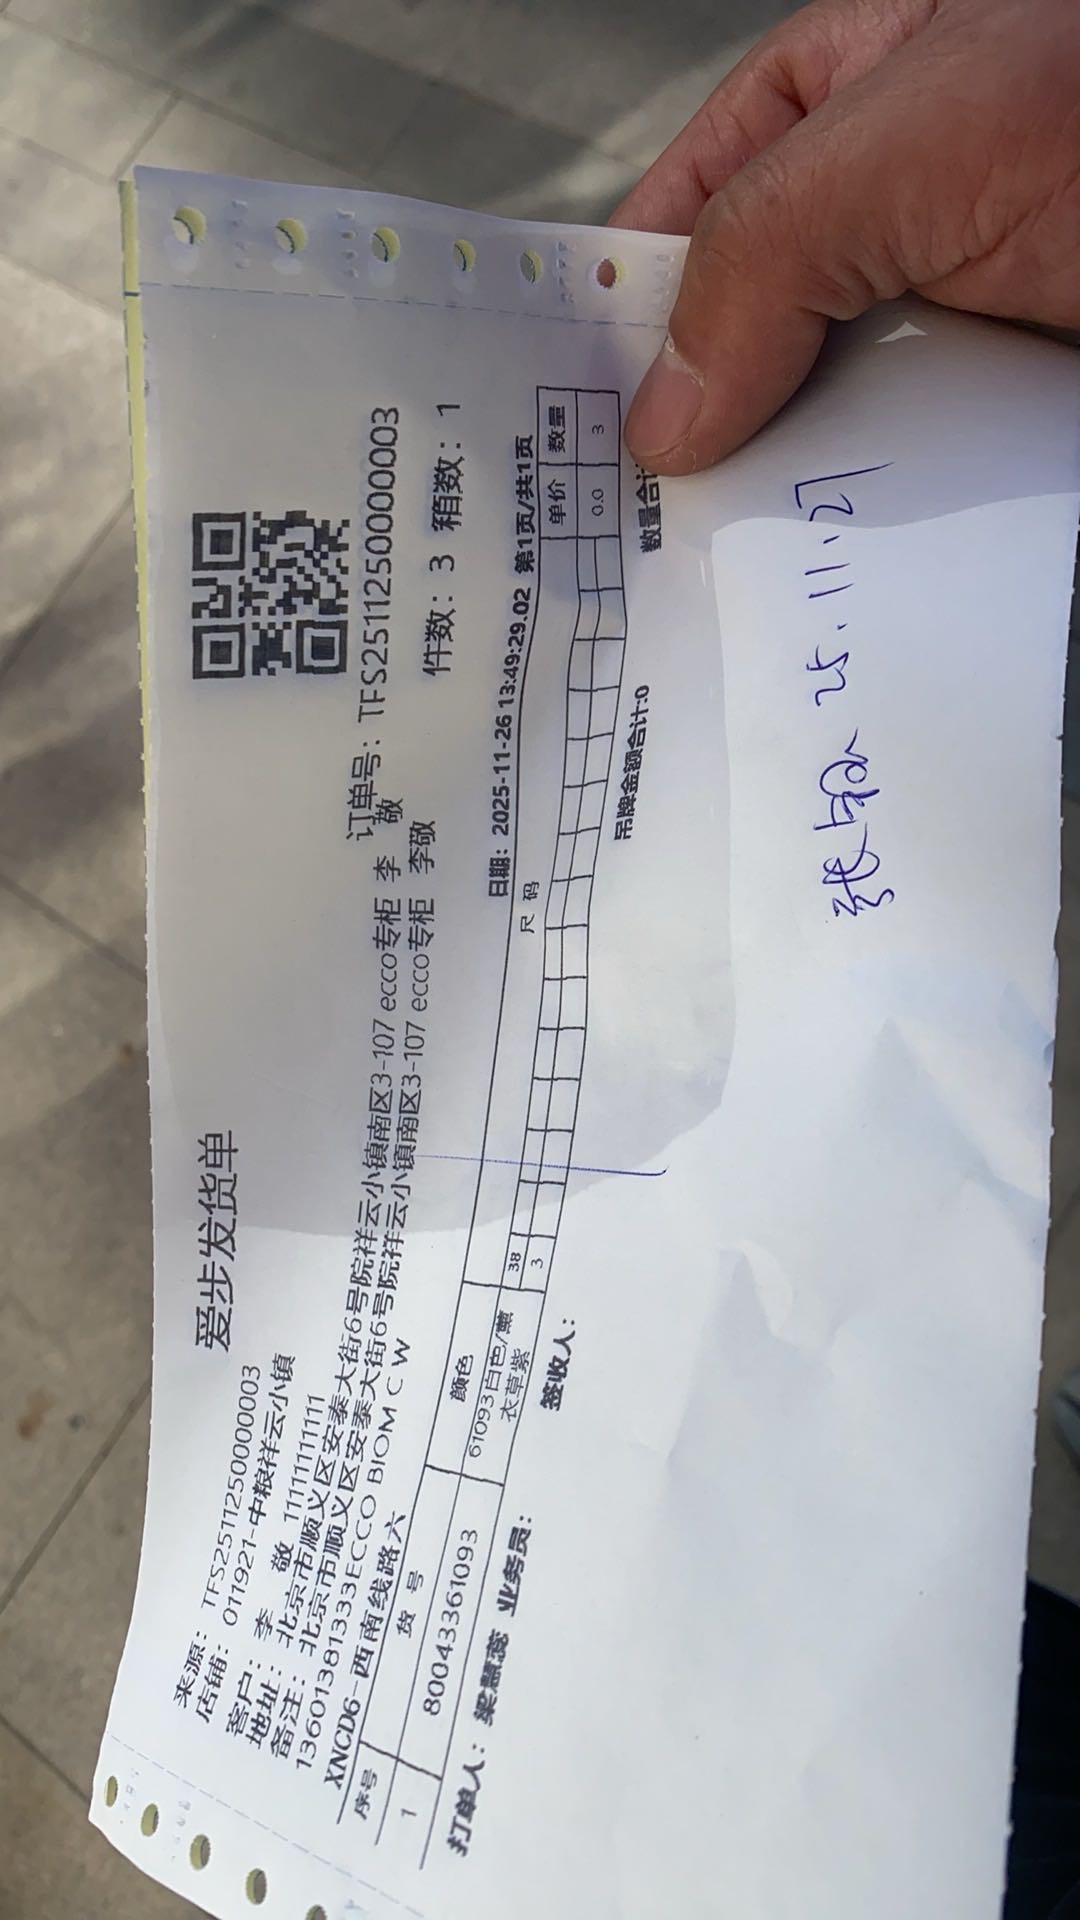 爱步发货单
来源： TFS251125000003
订单号： TFS251125000003
店铺： 011921-中粮祥云小镇
件数： 3 箱数： 1
客户： 李 敬 11111111111
地址： 北京市顺义区安泰大街6号院祥云小镇南区3-107 ecco专柜 李 敬
备注： 北京市顺义区安泰大街6号院祥云小镇南区3-107 ecco专柜 李敬
13601381333ECCO BIOM C W
XNCD6-西南线路六
日期： 2025-11-26 13:49:29.02 第1页/共1页
序号 货 号 颜色 尺 码 单价 数量
38
1 80043361093 61093白色/薰衣草紫 3 0.0 3
打单人： 梁慧蕊 业务员： 签收人： 吊牌金额合计:0 数量合计
25.11.27